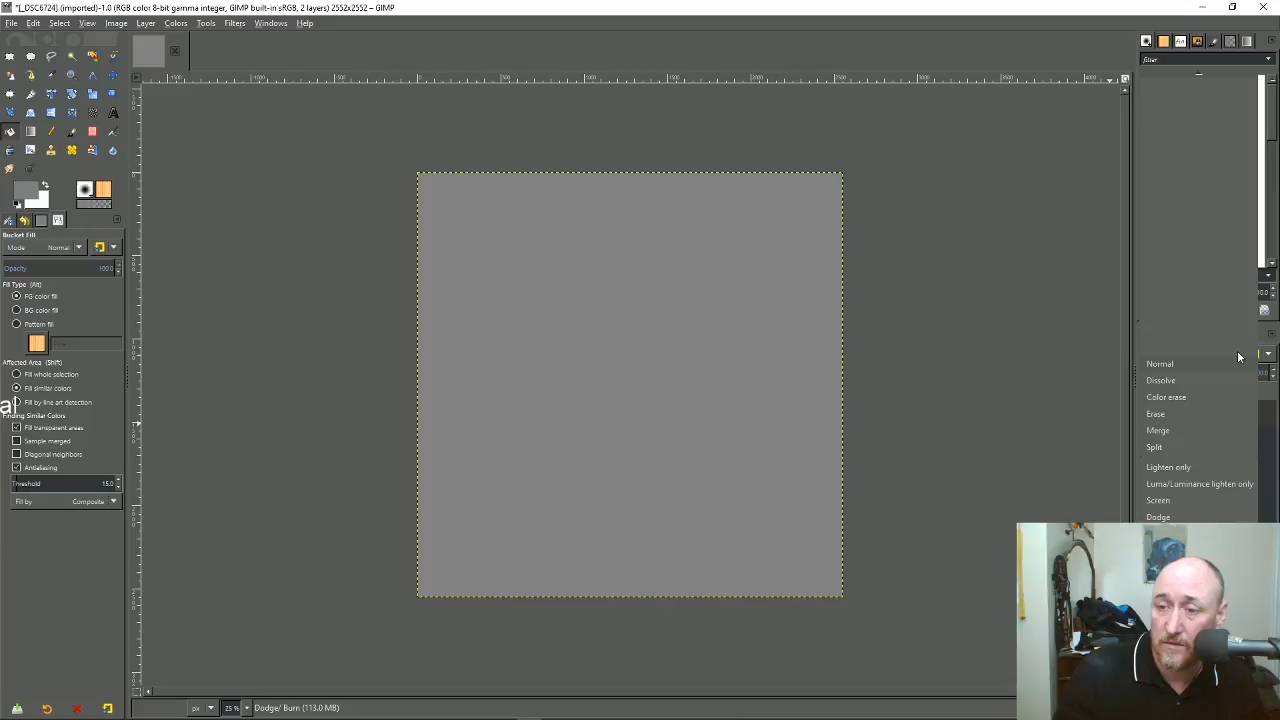 *[_DSC6724] (imported)-1.0 (RGB color 8-bit gamma integer, GIMP built-in sRGB, 2 layers) 2552x2552 – GIMP
File Edit Select View Image Layer Colors Tools Filters Windows Help
filter
Bucket Fill
Mode Normal
Opacity 100.0
Fill Type (Alt)
FG color fill
BG color fill
Pattern fill
Affected Area (Shift)
Fill whole selection
Fill similar colors
Fill by line art detection
Finding Similar Colors
Fill transparent areas
Sample merged
Diagonal neighbors
Antialiasing
Threshold 15.0
Fill by Composite
Normal
Dissolve
Color erase
Erase
Merge
Split
Lighten only
Luma/Luminance lighten only
Screen
Dodge
px 25 % Dodge/ Burn (113.0 MB)